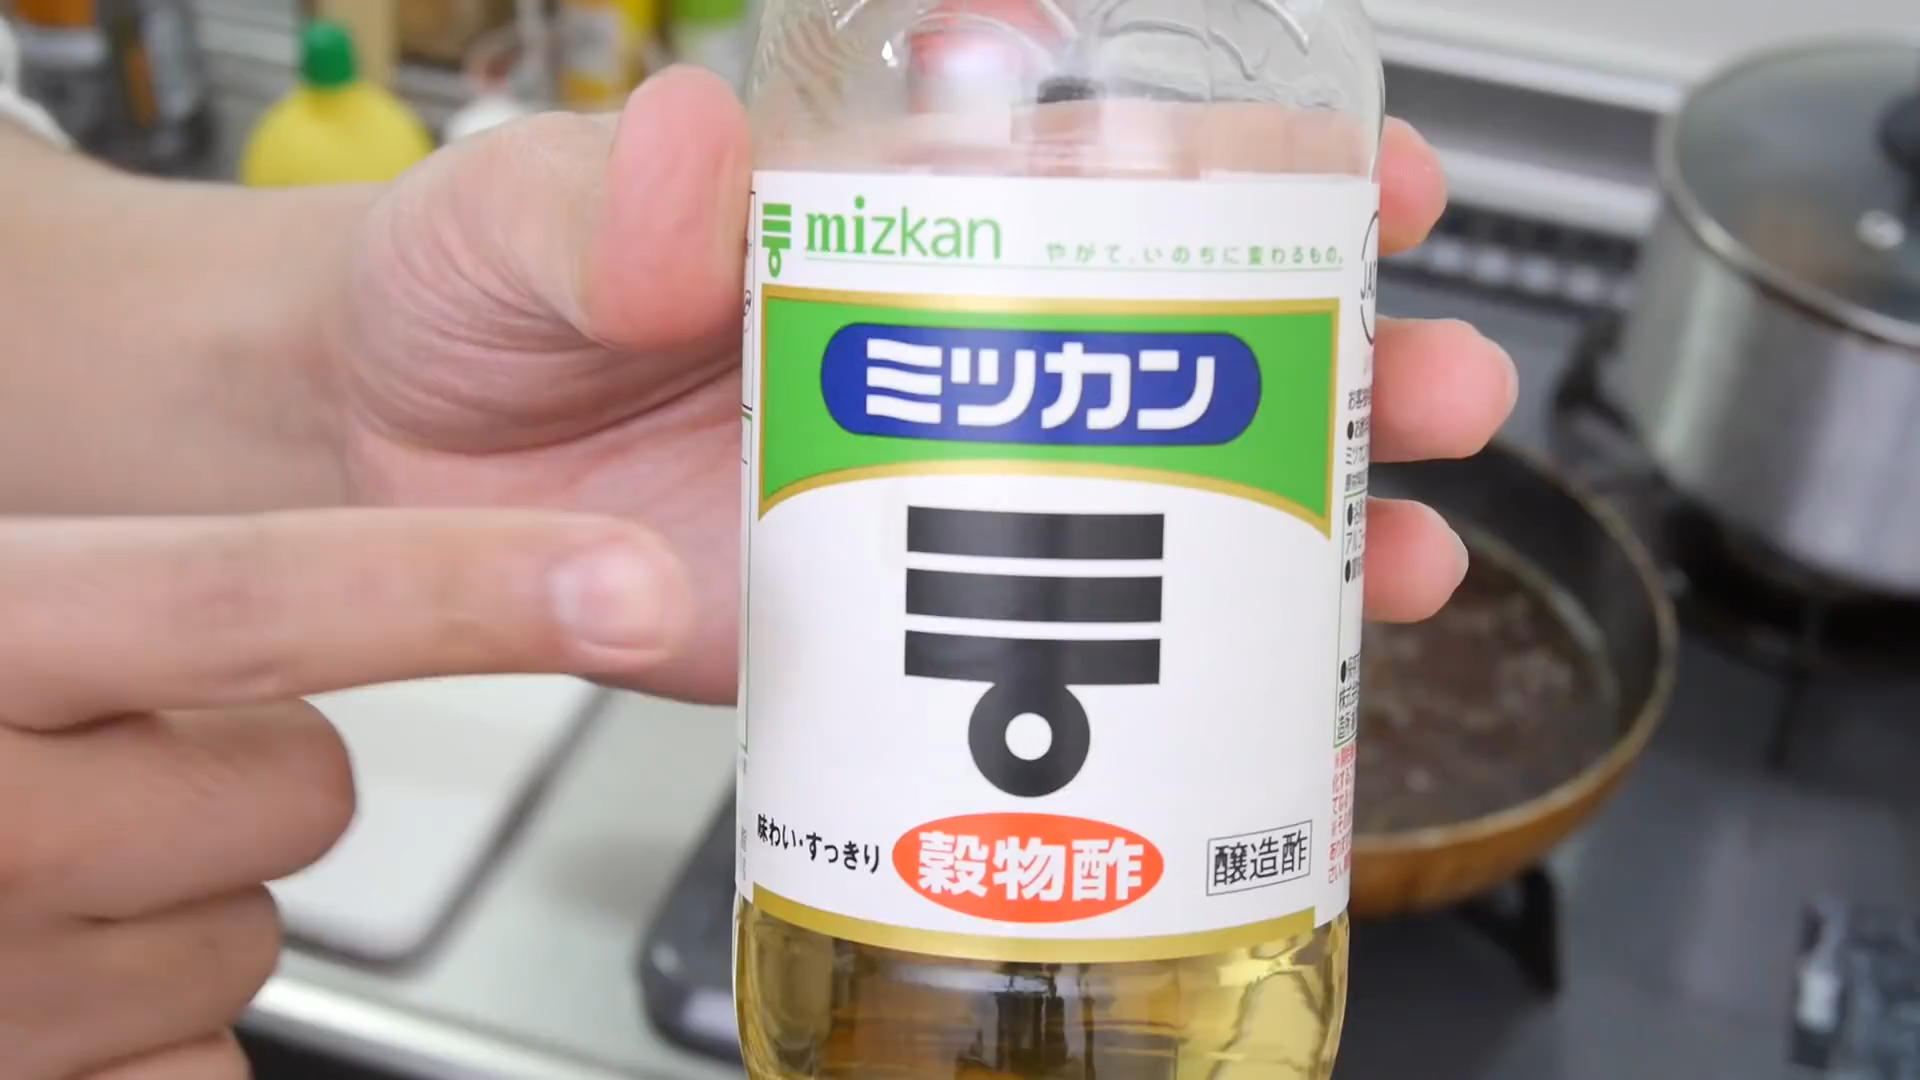 mizkan
やがて、いのちに変わるもの。
ミツカン
味わい・すっきり
穀物酢
醸造酢